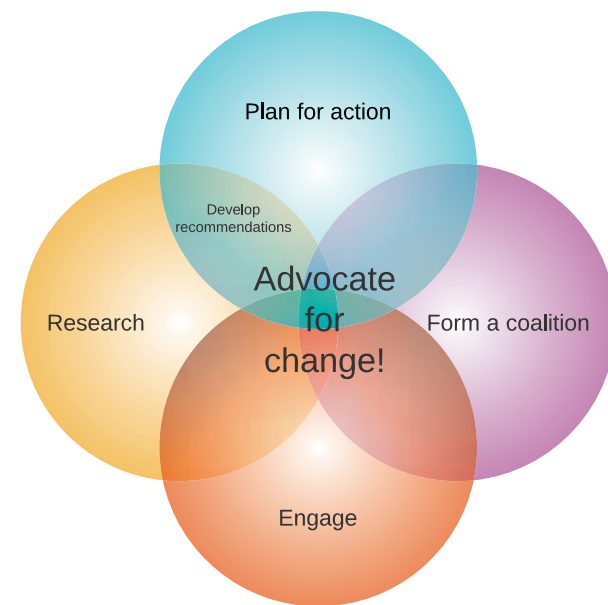 Plan for action
Develop
recommendations
Advocate
for
change!
Research
Form a coalition
Engage